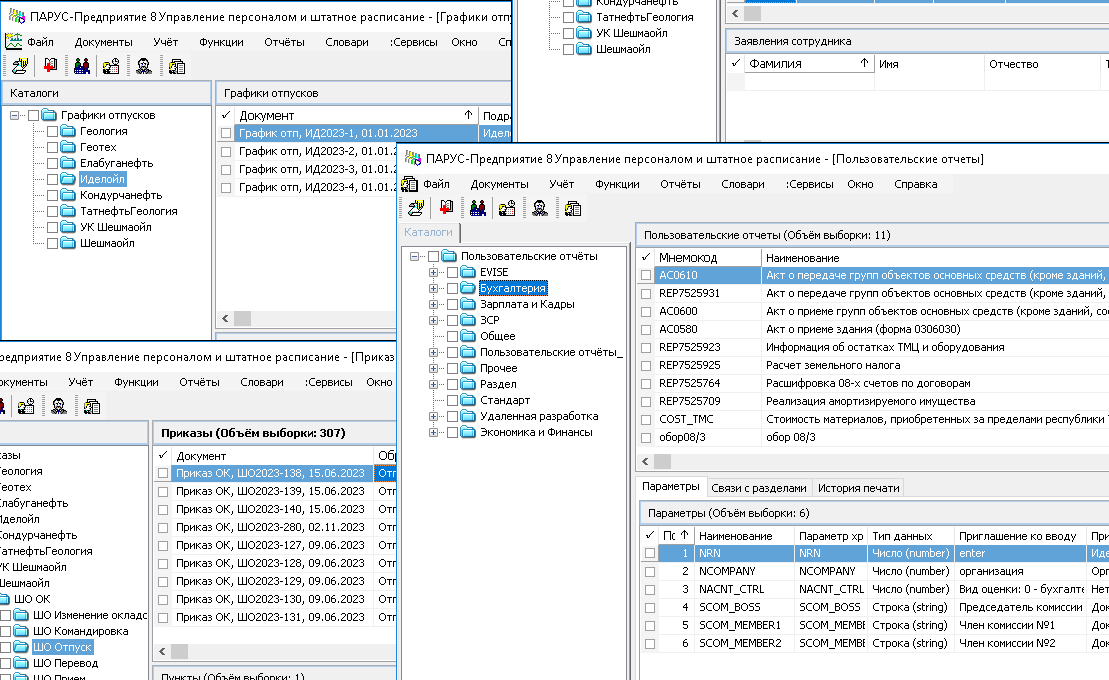 ПАРУС-Предприятие 8 Управление персоналом и штатное расписание - [Графики отп
Файл Документы Учёт Функции Отчёты Словари :Сервисы Окно Сп
Каталоги
Графики отпусков
Геология
Геотех
Елабуганефть
Иделойл
Кондурчанефть
ТатнефтьГеология
УК Шешмаойл
Шешмаойл
Графики отпусков
Документ Подра
График отп, ИД2023-1, 01.01.2023 Идел
График отп, ИД2023-2, 01.01.2
График отп, ИД2023-3, 01.01.2
График отп, ИД2023-4, 01.01.2
Кондурчанефть
ТатнефтьГеология
УК Шешмаойл
Шешмаойл
Заявления сотрудника
Фамилия Имя Отчество Т
ПАРУС-Предприятие 8 Управление персоналом и штатное расписание - [Пользовательские отчеты]
Файл Документы Учёт Функции Отчёты Словари :Сервисы Окно Справка
Каталоги
Пользовательские отчёты
EVISE
Бухгалтерия
Зарплата и Кадры
ЗСР
Общее
Пользовательские отчёты_
Прочее
Раздел
Стандарт
Удаленная разработка
Экономика и Финансы
Пользовательские отчеты (Объём выборки: 11)
Мнемокод Наименование
AC0610 Акт о передаче групп объектов основных средств (кроме зданий,
REP7525931 Акт о передаче групп объектов основных средств (кроме зданий,
AC0600 Акт о приеме групп объектов основных средств (кроме зданий, соо
AC0580 Акт о приеме здания (форма 0306030)
REP7525923 Информация об остатках ТМЦ и оборудования
REP7525925 Расчет земельного налога
REP7525764 Расшифровка 08-х счетов по договорам
REP7525709 Реализация амортизируемого имущества
COST_TMC Стоимость материалов, приобретенных за пределами республики Т
обор08/3 обор 08/3
Параметры Связи с разделами История печати
Параметры (Объём выборки: 6)
По Наименование Параметр хр Тип данных Приглашение ко вводу При
1 NRN NRN Число (number) enter Иде
2 NCOMPANY NCOMPANY Число (number) организация Орг
3 NACNT_CTRL NACNT_CTRL Число (number) Вид оценки: 0 - бухгалте Нет
4 SCOM_BOSS SCOM_BOSS Строка (string) Председатель комиссии Док
5 SCOM_MEMBER1 SCOM_MEMBE Строка (string) Член комиссии №1 Док
6 SCOM_MEMBER2 SCOM_MEMBE Строка (string) Член комиссии №2 Док
редприятие 8 Управление персоналом и штатное расписание - [Приказ
окументы Учёт Функции Отчёты Словари :Сервисы Окно
казы
еология
еотех
лабуганефть
делойл
ондурчанефть
атнефтьГеология
УК Шешмаойл
Шешмаойл
ШО ОК
ШО Изменение окладо
ШО Командировка
ШО Отпуск
ШО Перевод
ШО Прием
Приказы (Объём выборки: 307)
Документ Обр
Приказ ОК, ШО2023-138, 15.06.2023 Отп
Приказ ОК, ШО2023-139, 15.06.2023 Отп
Приказ ОК, ШО2023-140, 15.06.2023 Отп
Приказ ОК, ШО2023-280, 02.11.2023 Отп
Приказ ОК, ШО2023-127, 09.06.2023 Отп
Приказ ОК, ШО2023-128, 09.06.2023 Отп
Приказ ОК, ШО2023-129, 09.06.2023 Отп
Приказ ОК, ШО2023-130, 09.06.2023 Отп
Приказ ОК, ШО2023-131, 09.06.2023 Отп
Пункты (Объём выборки: 1)